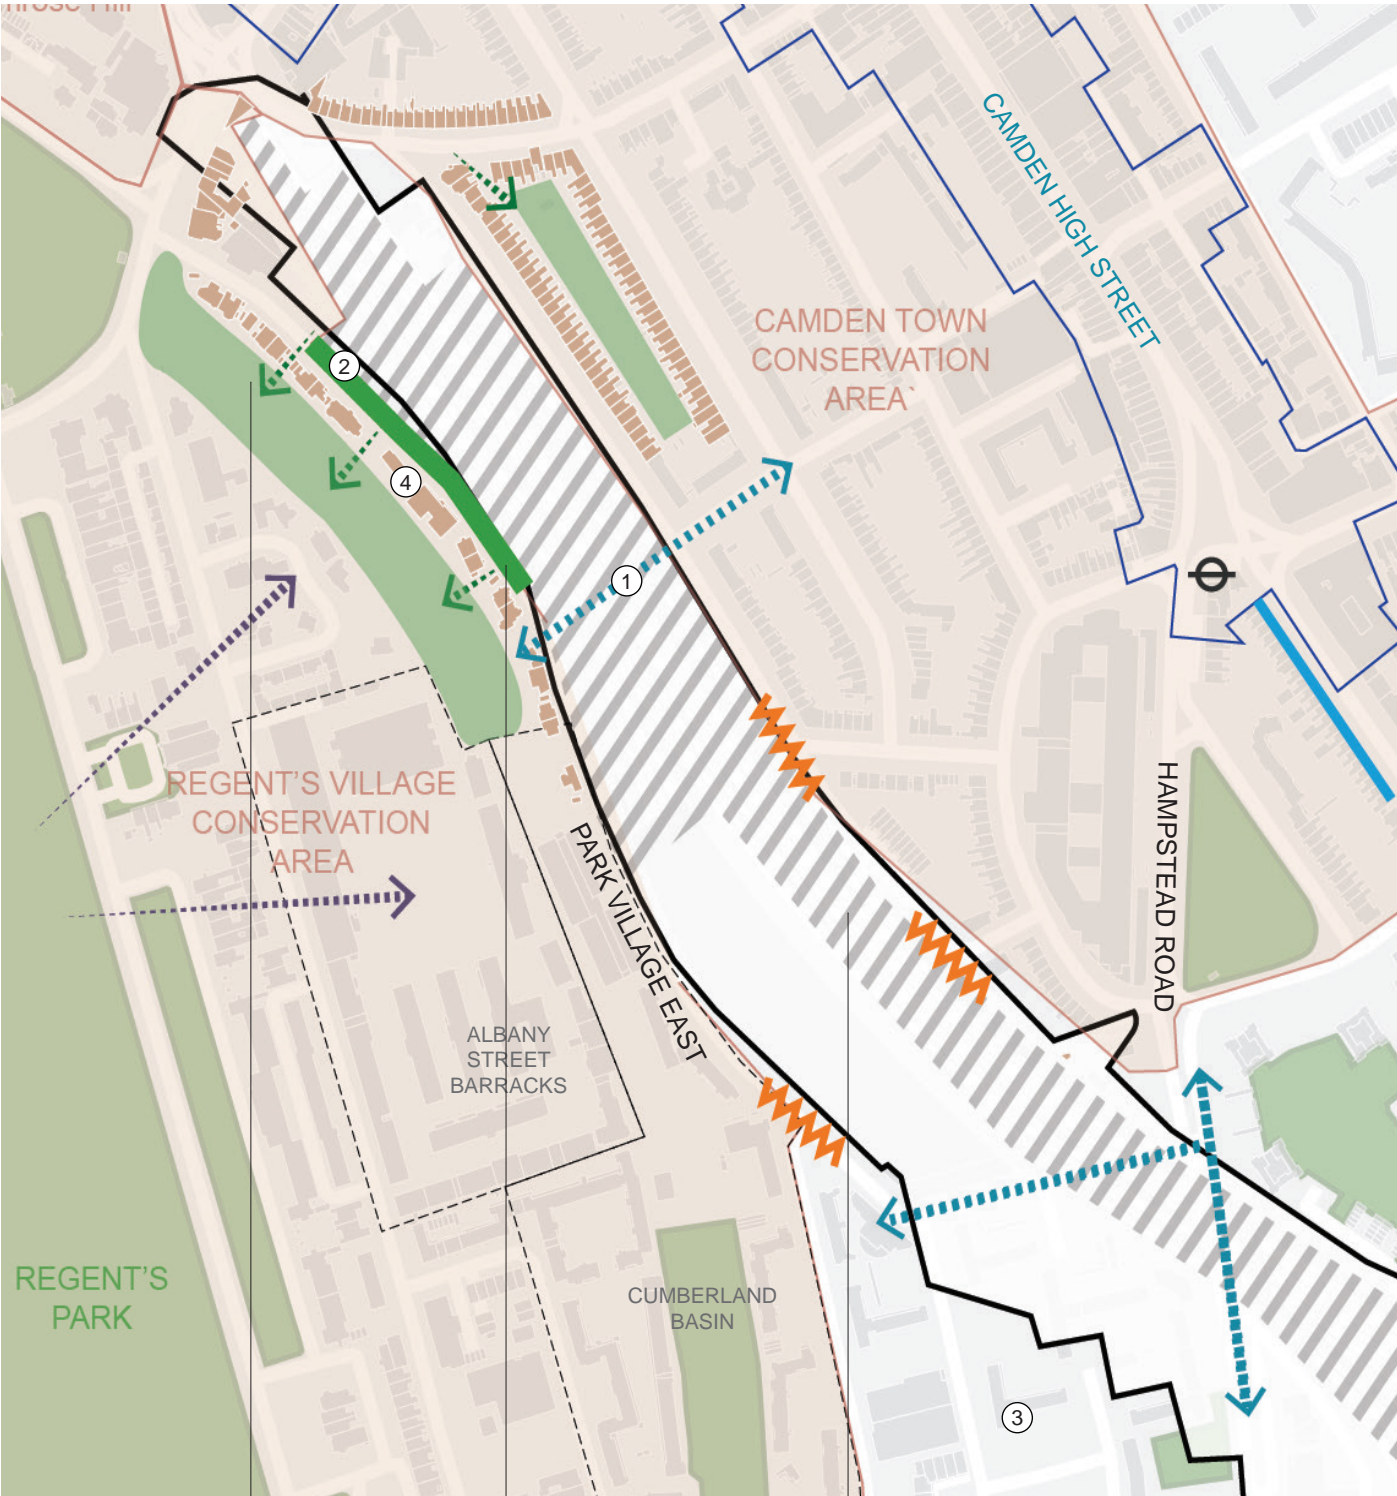 CAMDEN HIGH STREET
CAMDEN TOWN
CONSERVATION
AREA`
2
4
1
REGENT'S VILLAGE
CONSERVATION
AREA
HAMPSTEAD ROAD
PARK VILLAGE EAST
ALBANY
STREET
BARRACKS
REGENT'S
PARK
CUMBERLAND
BASIN
3